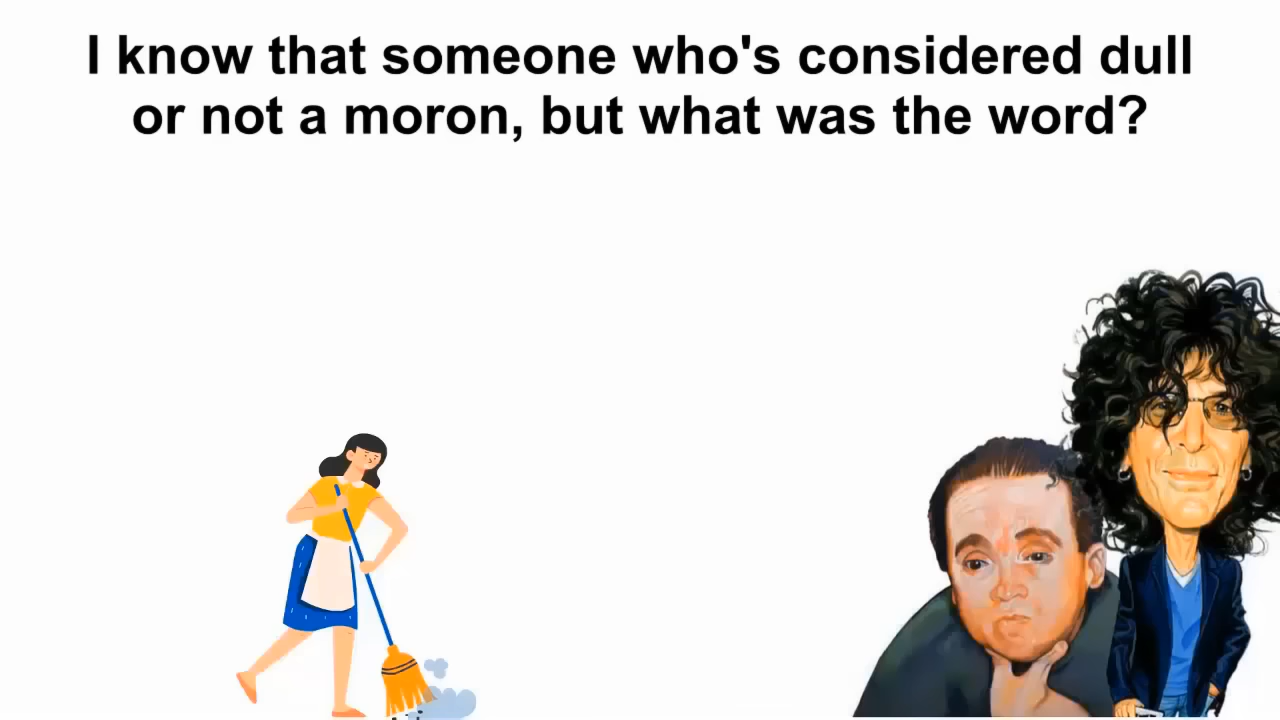 I know that someone who's considered dull
or not a moron, but what was the word?